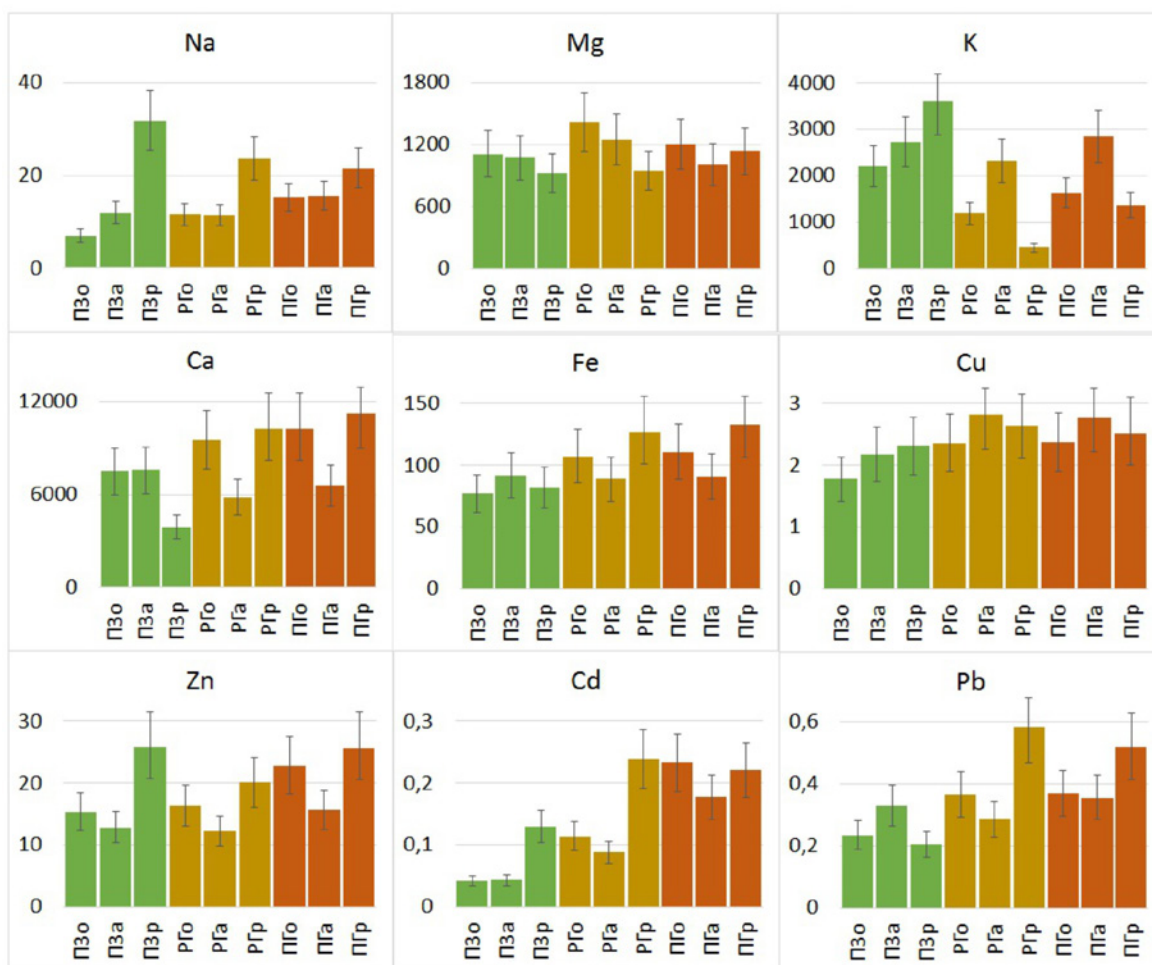 Na
40
20
0
ПЗо ПЗа ПЗр РГо РГа РГр ПГо ПГа ПГр
Mg
1800
1200
600
0
ПЗо ПЗа ПЗр РГо РГа РГр ПГо ПГа ПГр
K
4000
3000
2000
1000
0
ПЗо ПЗа ПЗр РГо РГа РГр ПГо ПГа ПГр
Ca
12000
6000
0
ПЗо ПЗа ПЗр РГо РГа РГр ПГо ПГа ПГр
Fe
150
100
50
0
ПЗо ПЗа ПЗр РГо РГа РГр ПГо ПГа ПГр
Cu
3
2
1
0
ПЗо ПЗа ПЗр РГо РГа РГр ПГо ПГа ПГр
Zn
30
20
10
0
ПЗо ПЗа ПЗр РГо РГа РГр ПГо ПГа ПГр
Cd
0,3
0,2
0,1
0
ПЗо ПЗа ПЗр РГо РГа РГр ПГо ПГа ПГр
Pb
0,6
0,4
0,2
0
ПЗо ПЗа ПЗр РГо РГа РГр ПГо ПГа ПГр